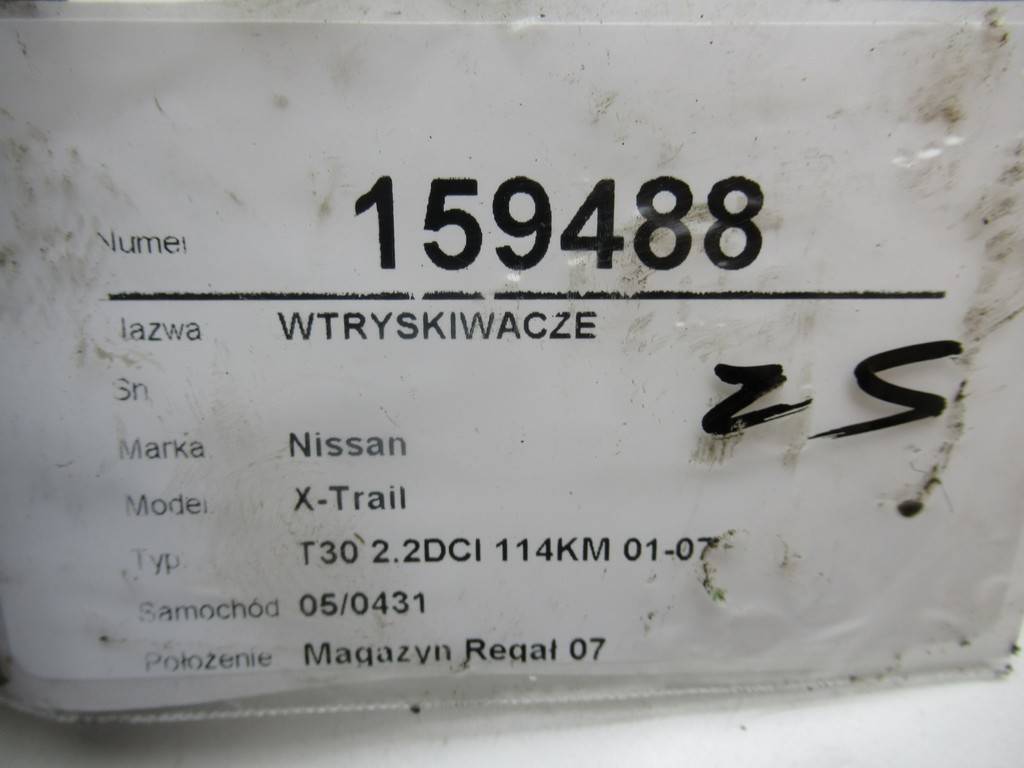 Numer 159488
Nazwa WTRYSKIWACZE
Sn
Marka Nissan
Model X-Trail
Typ T30 2.2DCI 114KM 01-07
Samochód 05/0431
Położenie Magazyn Regał 07